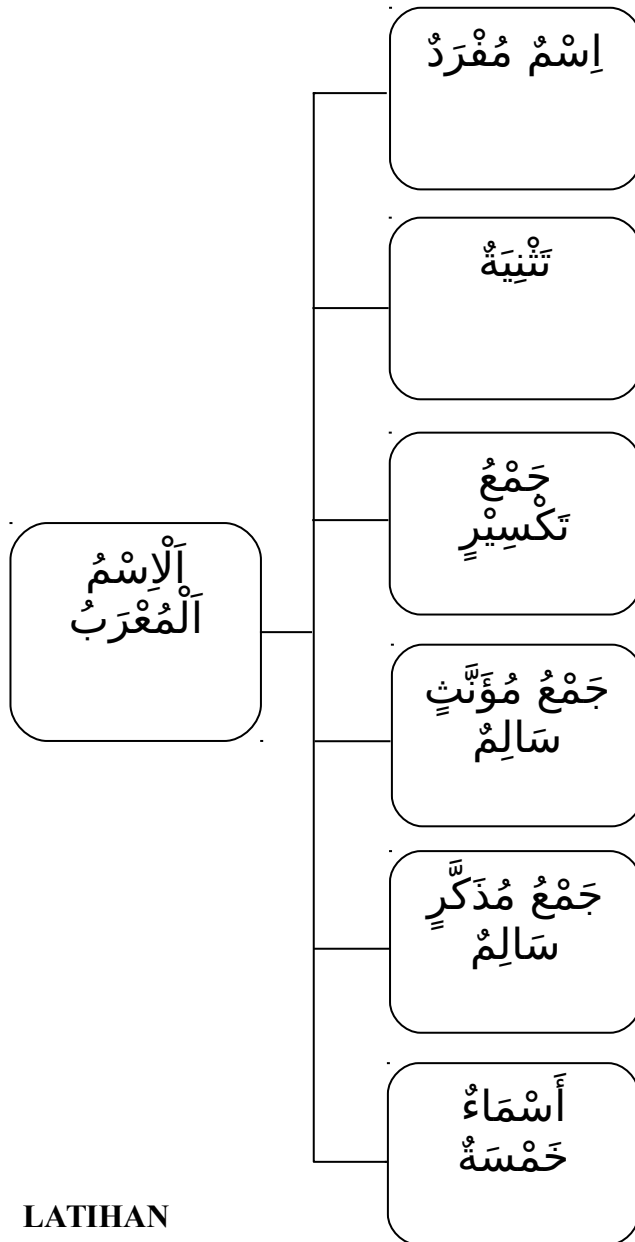 اِسْمٌ مُفْرَدٌ
تَثْنِيَةٌ
جَمْعُ
تَكْسِيْرٍ
اَلْاِسْمُ
اَلْمُعْرَبُ
جَمْعُ مُؤَنَّثٍ
سَالِمٌ
جَمْعُ مُذَكَّرٍ
سَالِمٌ
أَسْمَاءٌ
خَمْسَةٌ
LATIHAN